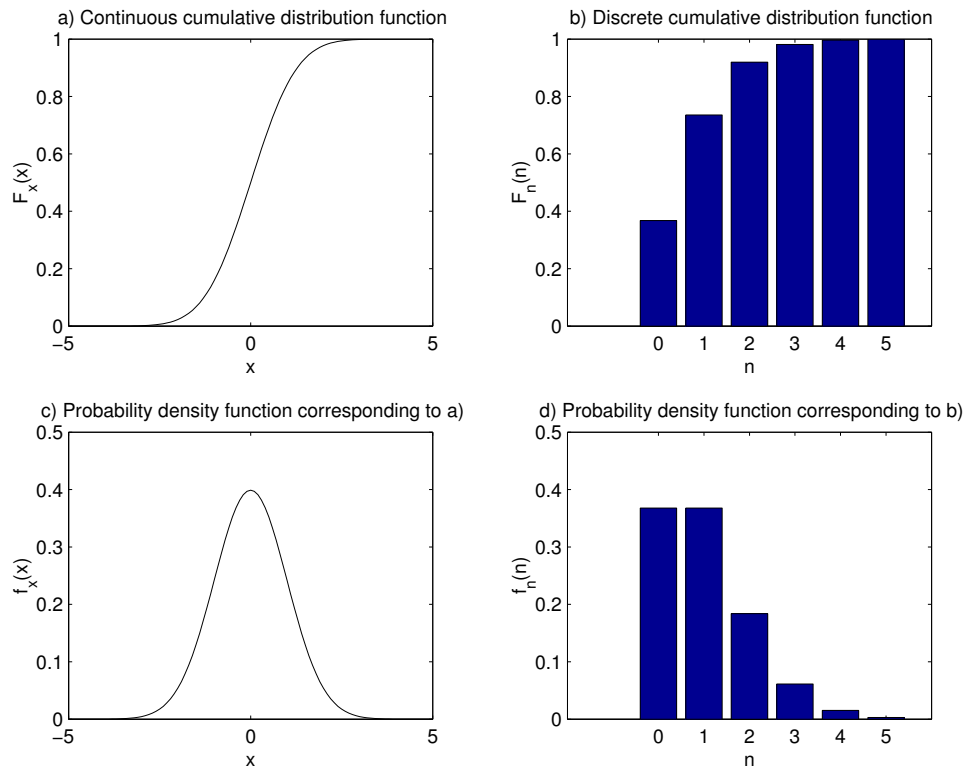 a) Continuous cumulative distribution function
1
0.8
0.6
0.4
0.2
0
F_x(x)
−5
0
5
x
b) Discrete cumulative distribution function
1
0.8
0.6
0.4
0.2
0
F_n(n)
0 1 2 3 4 5
n
c) Probability density function corresponding to a)
0.5
0.4
0.3
0.2
0.1
0
f_x(x)
−5
0
5
x
d) Probability density function corresponding to b)
0.5
0.4
0.3
0.2
0.1
0
f_n(n)
0 1 2 3 4 5
n